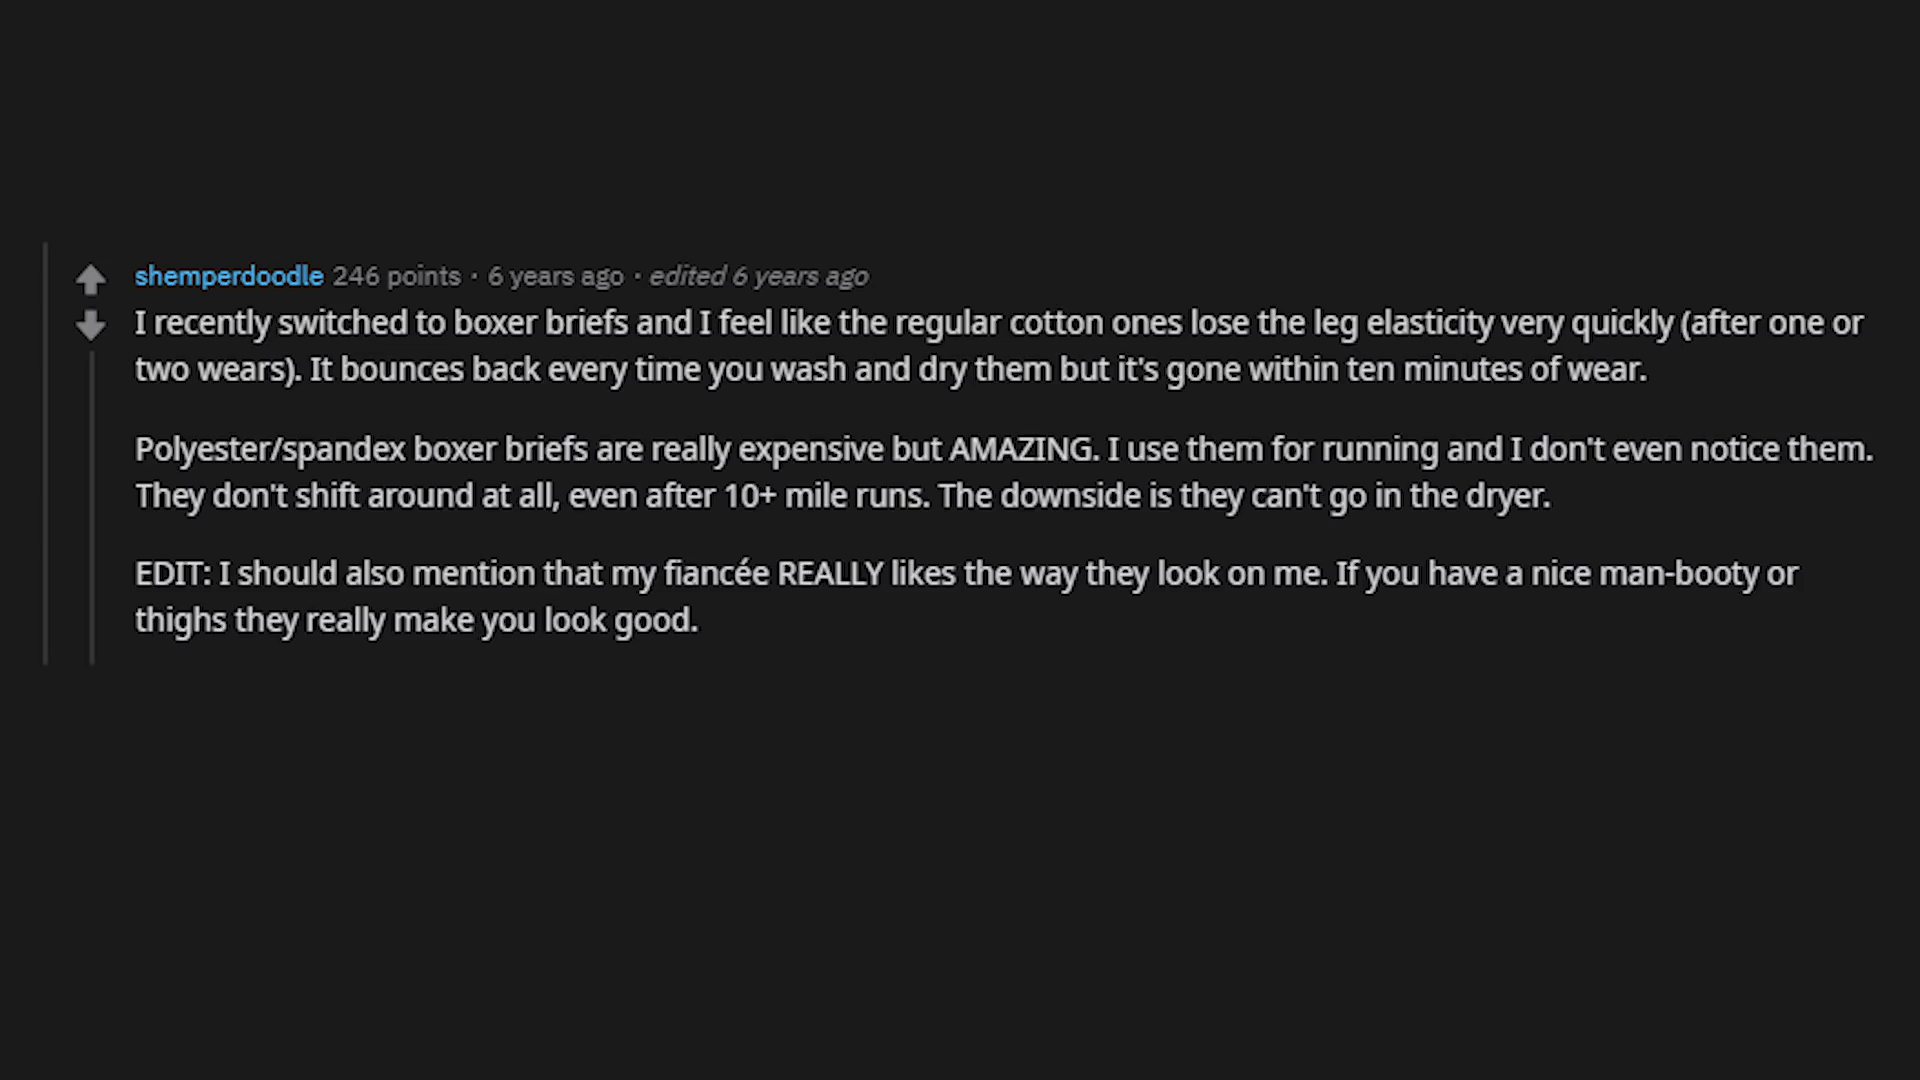 shemperdoodle 246 points · 6 years ago · edited 6 years ago
I recently switched to boxer briefs and I feel like the regular cotton ones lose the leg elasticity very quickly (after one or
two wears). It bounces back every time you wash and dry them but it's gone within ten minutes of wear.
Polyester/spandex boxer briefs are really expensive but AMAZING. I use them for running and I don't even notice them.
They don't shift around at all, even after 10+ mile runs. The downside is they can't go in the dryer.
EDIT: I should also mention that my fiancée REALLY likes the way they look on me. If you have a nice man-booty or
thighs they really make you look good.